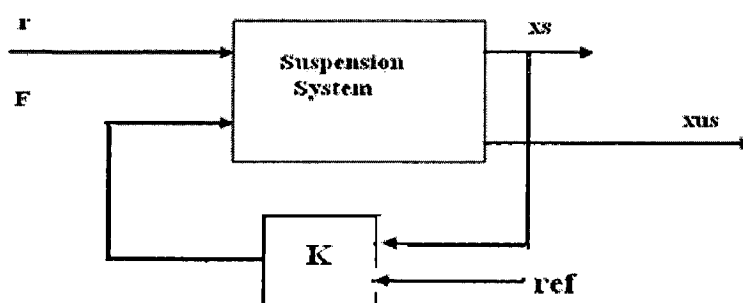 r
xs
Suspension
System
F
xus
K
ref